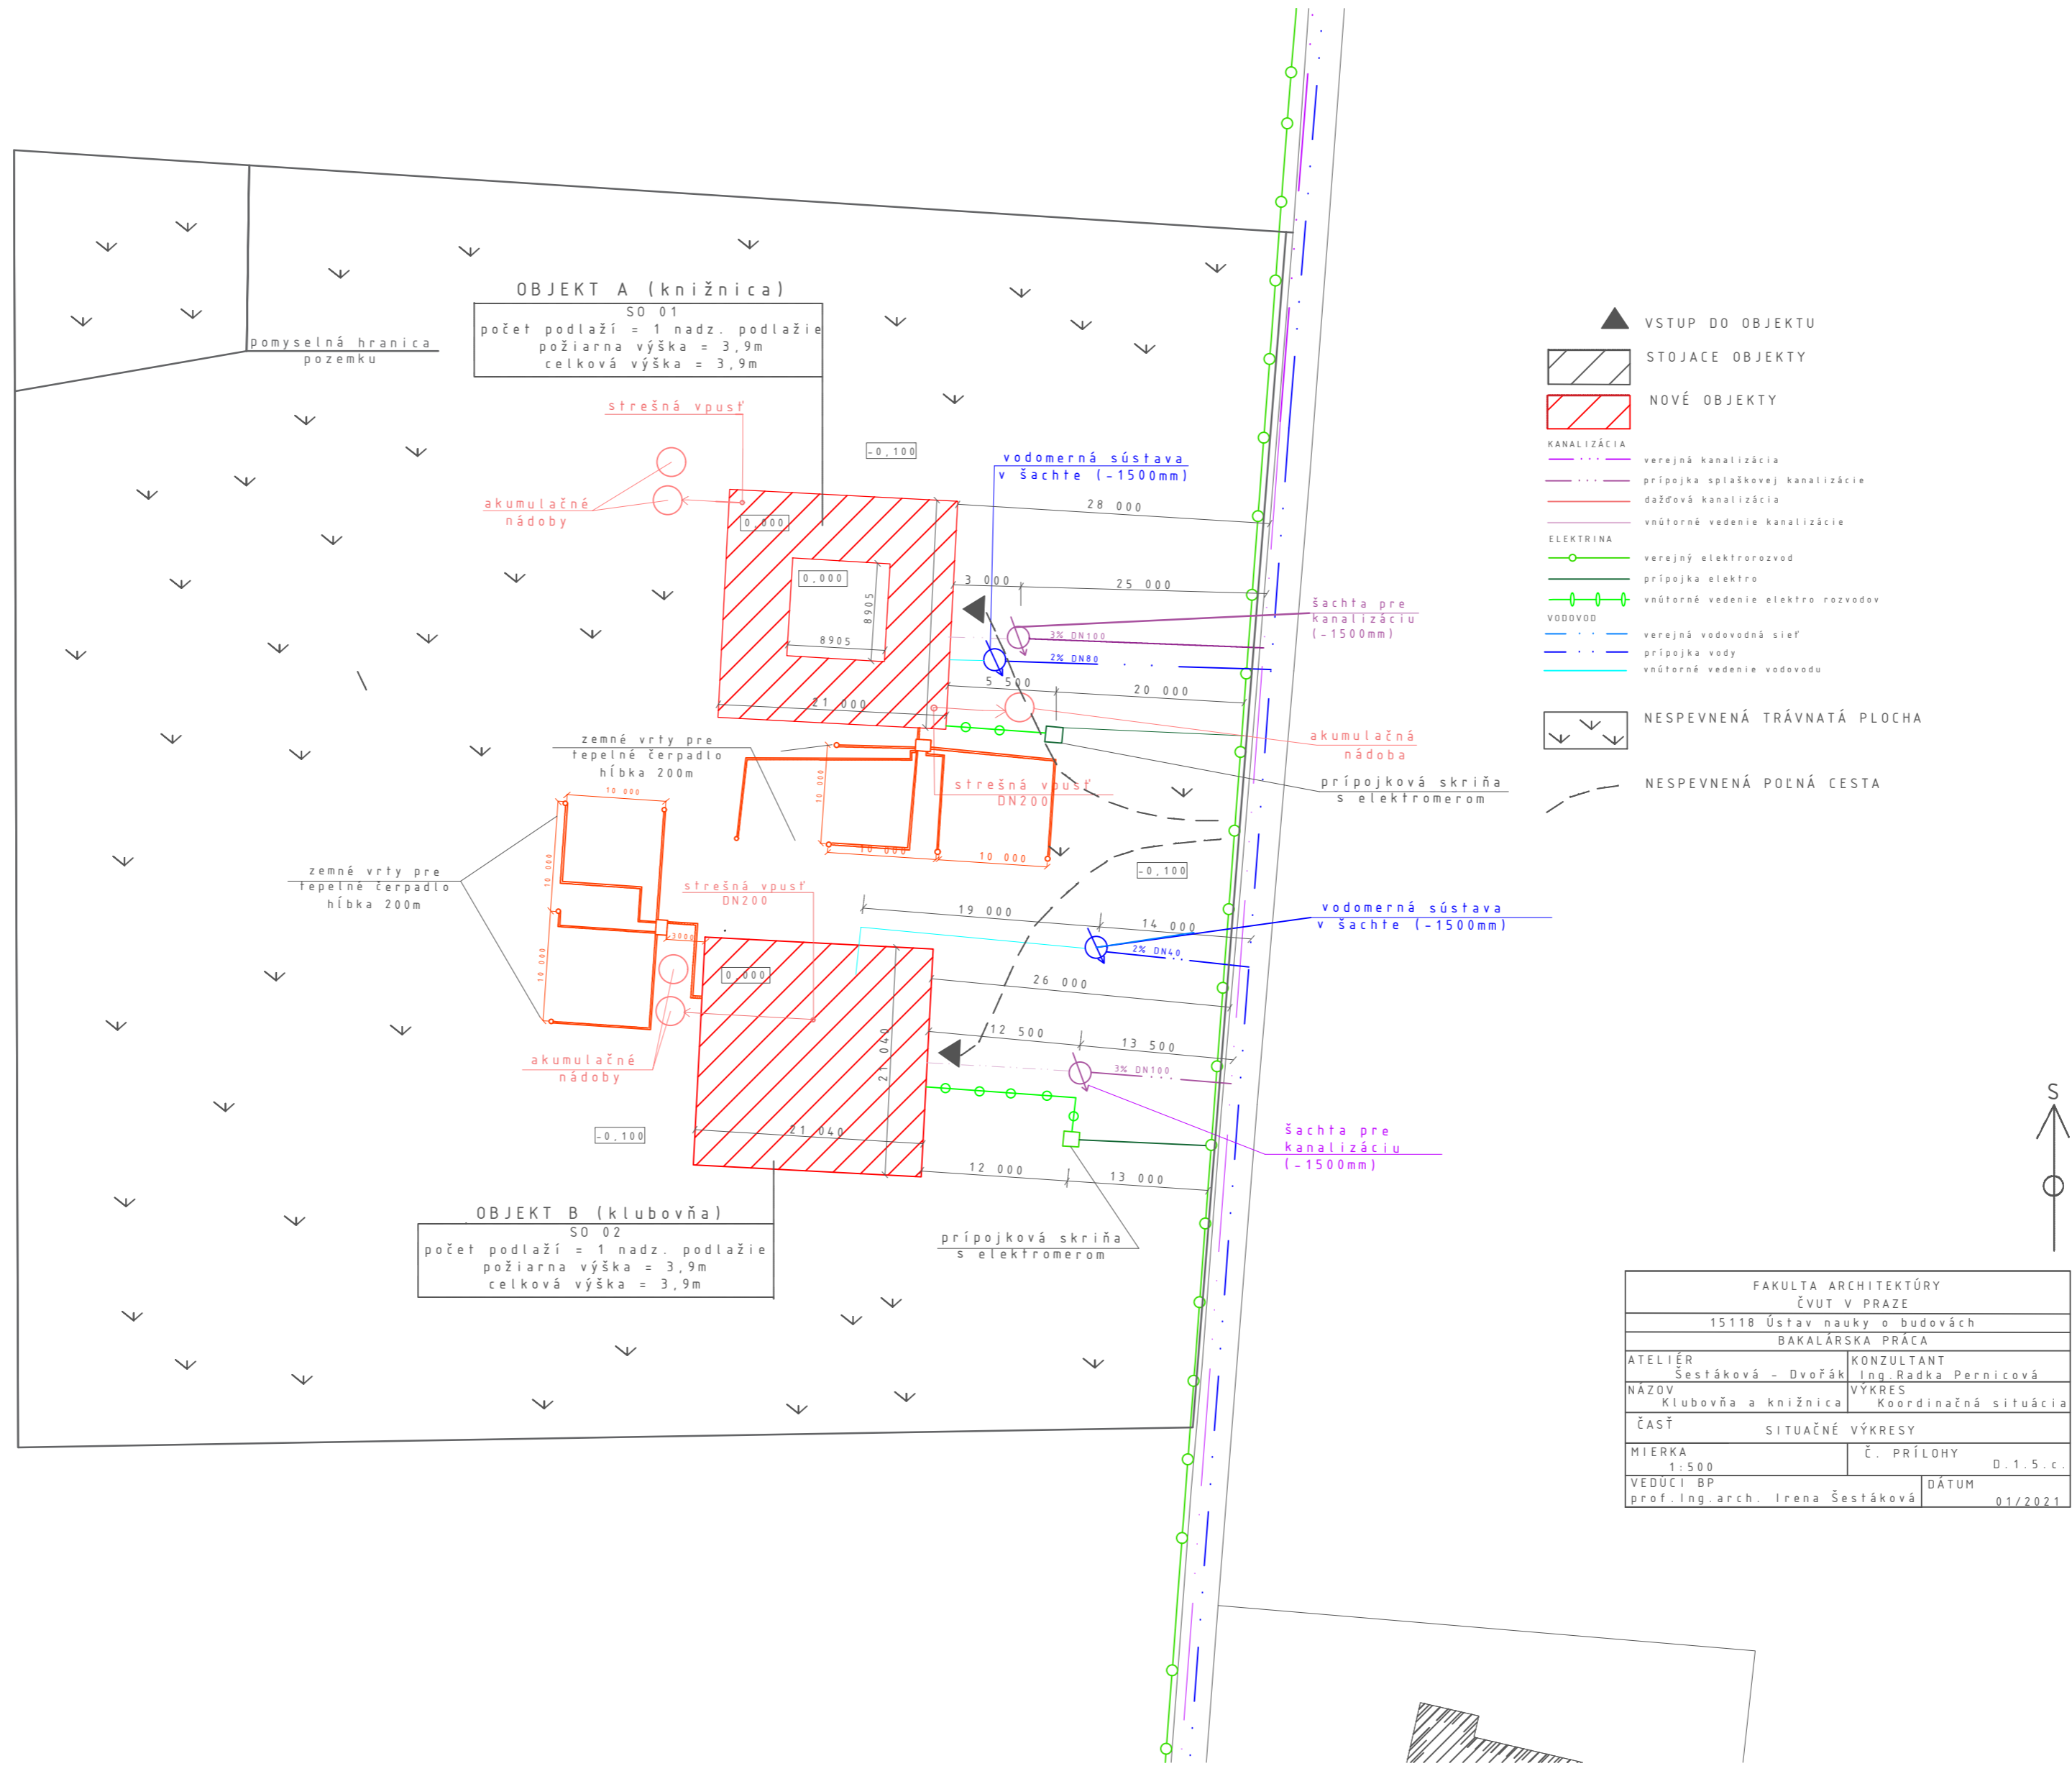 OBJEKT A (knižnica)
SO 01
počet podlaží = 1 nadz. podlažie
požiarna výška = 3,9m
celková výška = 3,9m
pomyselná hranica
pozemku
strešná vpusť
-0,100
vodomerná sústava
v šachte (-1500mm)
akumulačné
nádoby
0,000
28 000
0,000
8905
8905
3 000
25 000
šachta pre
kanalizáciu
(-1500mm)
3% DN100
2% DN80
5 500
20 000
21 000
akumulačná
nádoba
zemné vrty pre
tepelné čerpadlo
hĺbka 200m
10 000
strešná vpusť
DN200
prípojková skriňa
s elektromerom
10 000
10 000
10 000
zemné vrty pre
tepelné čerpadlo
hĺbka 200m
10 000
10 000
strešná vpusť
DN200
-0,100
19 000
14 000
vodomerná sústava
v šachte (-1500mm)
3000
2% DN40
0,000
26 000
12 500
13 500
21 040
3% DN100
akumulačné
nádoby
-0,100
21 040
šachta pre
kanalizáciu
(-1500mm)
12 000
13 000
OBJEKT B (klubovňa)
SO 02
počet podlaží = 1 nadz. podlažie
požiarna výška = 3,9m
celková výška = 3,9m
prípojková skriňa
s elektromerom
VSTUP DO OBJEKTU
STOJACE OBJEKTY
NOVÉ OBJEKTY
KANALIZÁCIA
verejná kanalizácia
prípojka splaškovej kanalizácie
dažďová kanalizácia
vnútorné vedenie kanalizácie
ELEKTRINA
verejný elektrorozvod
prípojka elektro
vnútorné vedenie elektro rozvodov
VODOVOD
verejná vodovodná sieť
prípojka vody
vnútorné vedenie vodovodu
NESPEVNENÁ TRÁVNATÁ PLOCHA
NESPEVNENÁ POĽNÁ CESTA
S
FAKULTA ARCHITEKTÚRY
ČVUT V PRAZE
15118 Ústav nauky o budovách
BAKALÁRSKA PRÁCA
ATELIÉR
Šestáková - Dvořák
KONZULTANT
Ing.Radka Pernicová
NÁZOV
Klubovňa a knižnica
VÝKRES
Koordinačná situácia
ČASŤ
SITUAČNÉ VÝKRESY
MIERKA
1:500
Č. PRÍLOHY
D.1.5.c.
VEDÚCI BP
prof.Ing.arch. Irena Šestáková
DÁTUM
01/2021